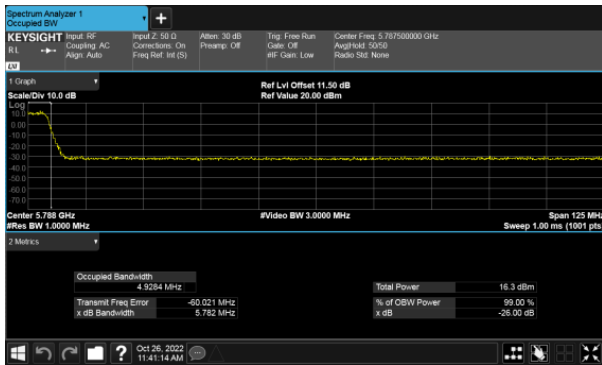 Spectrum Analyzer 1
Occupied BW
+
KEYSIGHT Input: RF Input Z: 50 Ω Atten: 30 dB Trig: Free Run Center Freq: 5.787500000 GHz
R L Coupling: AC Corrections: On Preamp: Off Gate: Off Avg|Hold: 50/50
Align: Auto Freq Ref: Int (S) #IF Gain: Low Radio Std: None
LXI
1 Graph
Ref Lvl Offset 11.50 dB
Scale/Div 10.0 dB Ref Value 20.00 dBm
Log
10.0
0.00
-10.0
-20.0
-30.0
-40.0
-50.0
-60.0
-70.0
Center 5.788 GHz #Video BW 3.0000 MHz Span 125 MHz
#Res BW 1.0000 MHz Sweep 1.00 ms (1001 pts
2 Metrics
Occupied Bandwidth
4.9284 MHz Total Power 16.3 dBm
Transmit Freq Error -60.021 MHz % of OBW Power 99.00 %
x dB Bandwidth 5.782 MHz x dB -26.00 dB
? Oct 26, 2022
11:41:14 AM